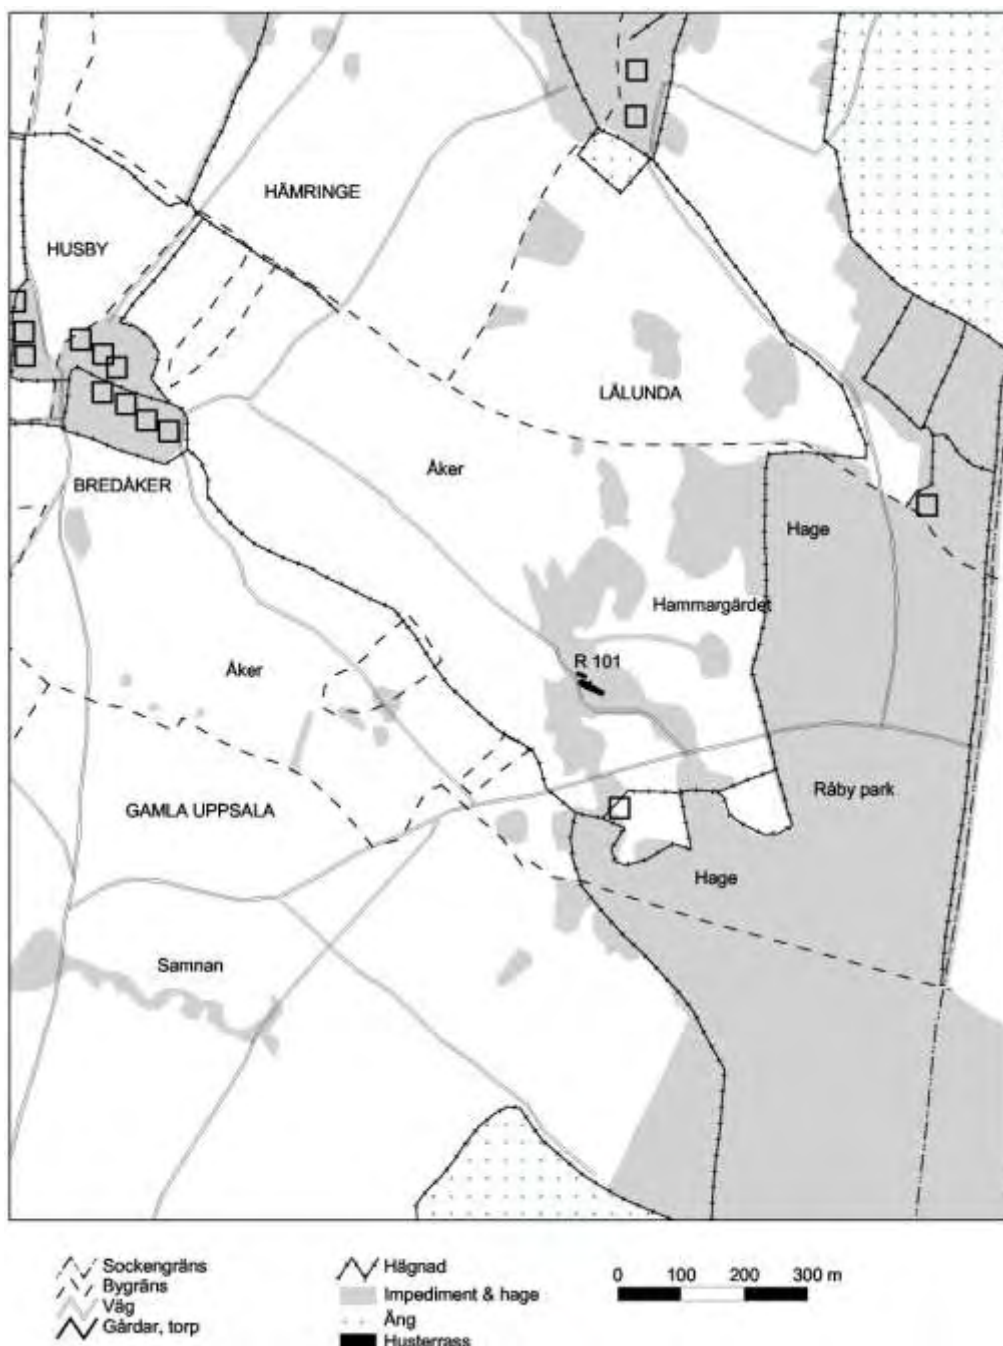 HÄMRINGE
HUSBY
LÄLUNDA
Åker
BREDÅKER
Hage
Hammargärdet
R 101
Åker
Råby park
GAMLA UPPSALA
Hage
Samnan
Sockengräns
Bygräns
Väg
Gårdar, torp
Hägnad
Impediment & hage
Äng
Husterrass
0 100 200 300 m